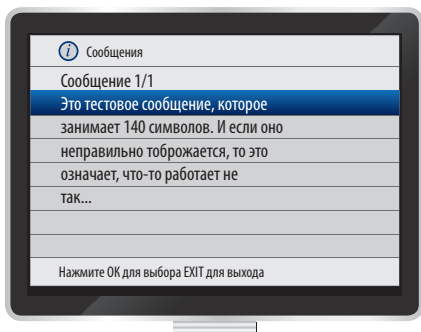 Сообщения
Сообщение 1/1
Это тестовое сообщение, которое
занимает 140 символов. И если оно
неправильно тоброжается, то это
означает, что-то работает не
так...
Нажмите OK для выбора EXIT для выхода